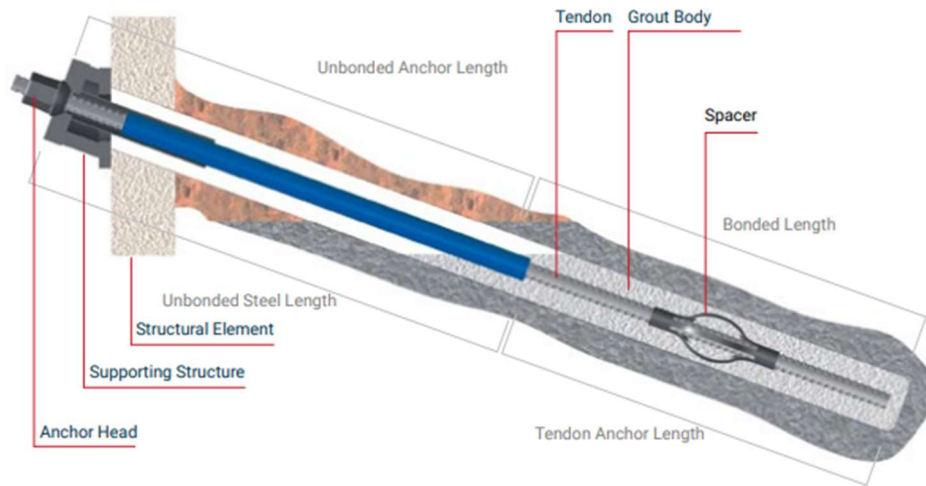 Tendon
Grout Body
Unbonded Anchor Length
Spacer
Bonded Length
Unbonded Steel Length
Structural Element
Supporting Structure
Anchor Head
Tendon Anchor Length